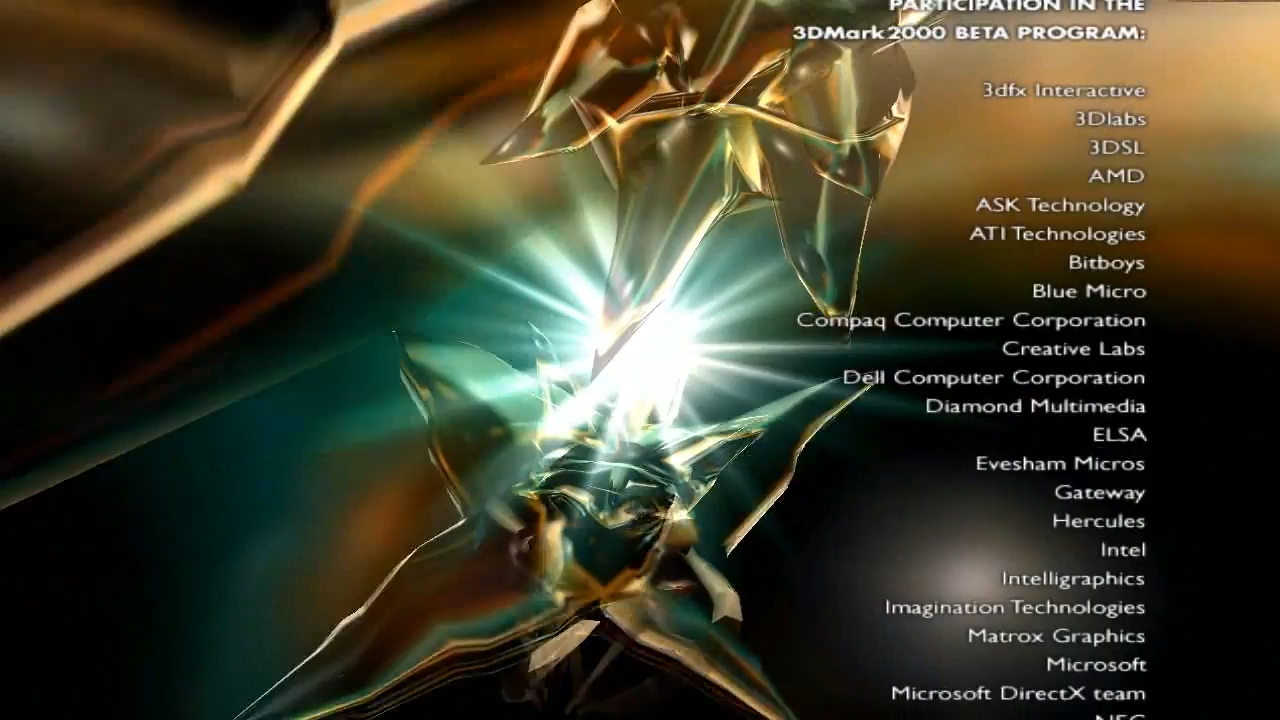 PARTICIPATION IN THE
3DMark2000 BETA PROGRAM:
3dfx Interactive
3Dlabs
3DSL
AMD
ASK Technology
ATI Technologies
Bitboys
Blue Micro
Compaq Computer Corporation
Creative Labs
Dell Computer Corporation
Diamond Multimedia
ELSA
Evesham Micros
Gateway
Hercules
Intel
Intelligraphics
Imagination Technologies
Matrox Graphics
Microsoft
Microsoft DirectX team
NEC